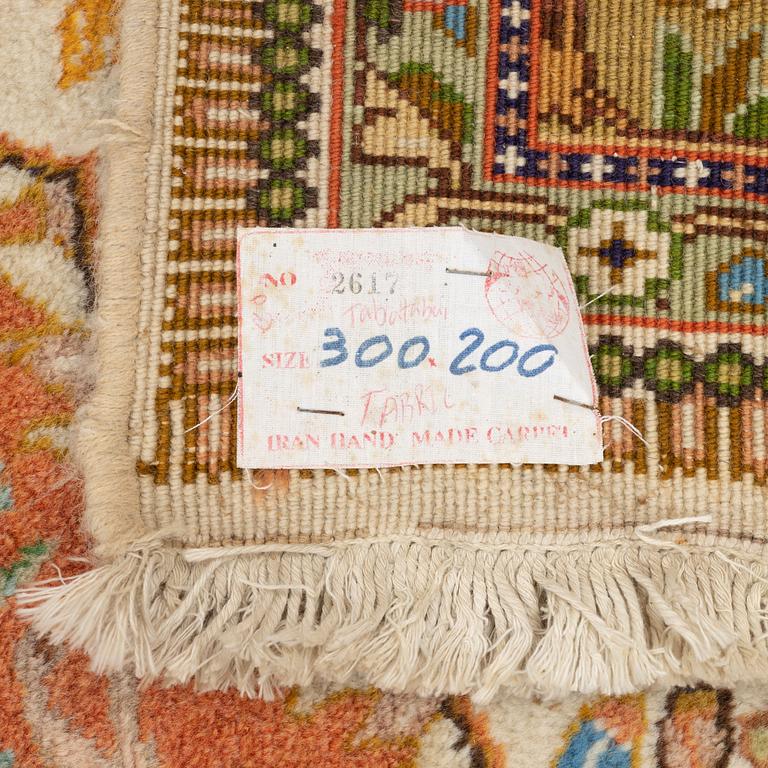 NO 2617
Tabatabai
SIZE 300 x 200
TABRIZ
IRAN HAND MADE CARPET